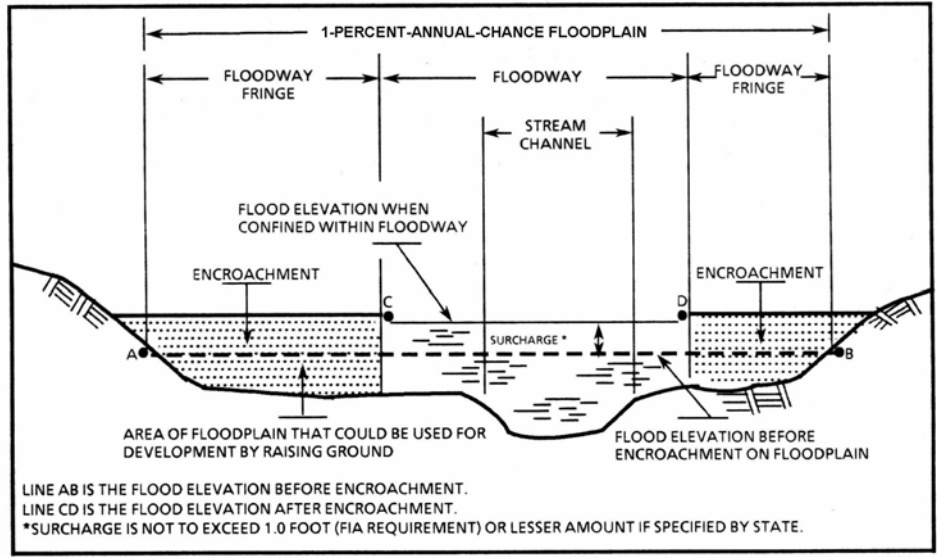 1-PERCENT-ANNUAL-CHANCE FLOODPLAIN
FLOODWAY
FRINGE
FLOODWAY
FLOODWAY
FRINGE
STREAM
CHANNEL
FLOOD ELEVATION WHEN
CONFINED WITHIN FLOODWAY
ENCROACHMENT
ENCROACHMENT
C
D
SURCHARGE *
A
B
AREA OF FLOODPLAIN THAT COULD BE USED FOR
DEVELOPMENT BY RAISING GROUND
FLOOD ELEVATION BEFORE
ENCROACHMENT ON FLOODPLAIN
LINE AB IS THE FLOOD ELEVATION BEFORE ENCROACHMENT.
LINE CD IS THE FLOOD ELEVATION AFTER ENCROACHMENT.
*SURCHARGE IS NOT TO EXCEED 1.0 FOOT (FIA REQUIREMENT) OR LESSER AMOUNT IF SPECIFIED BY STATE.